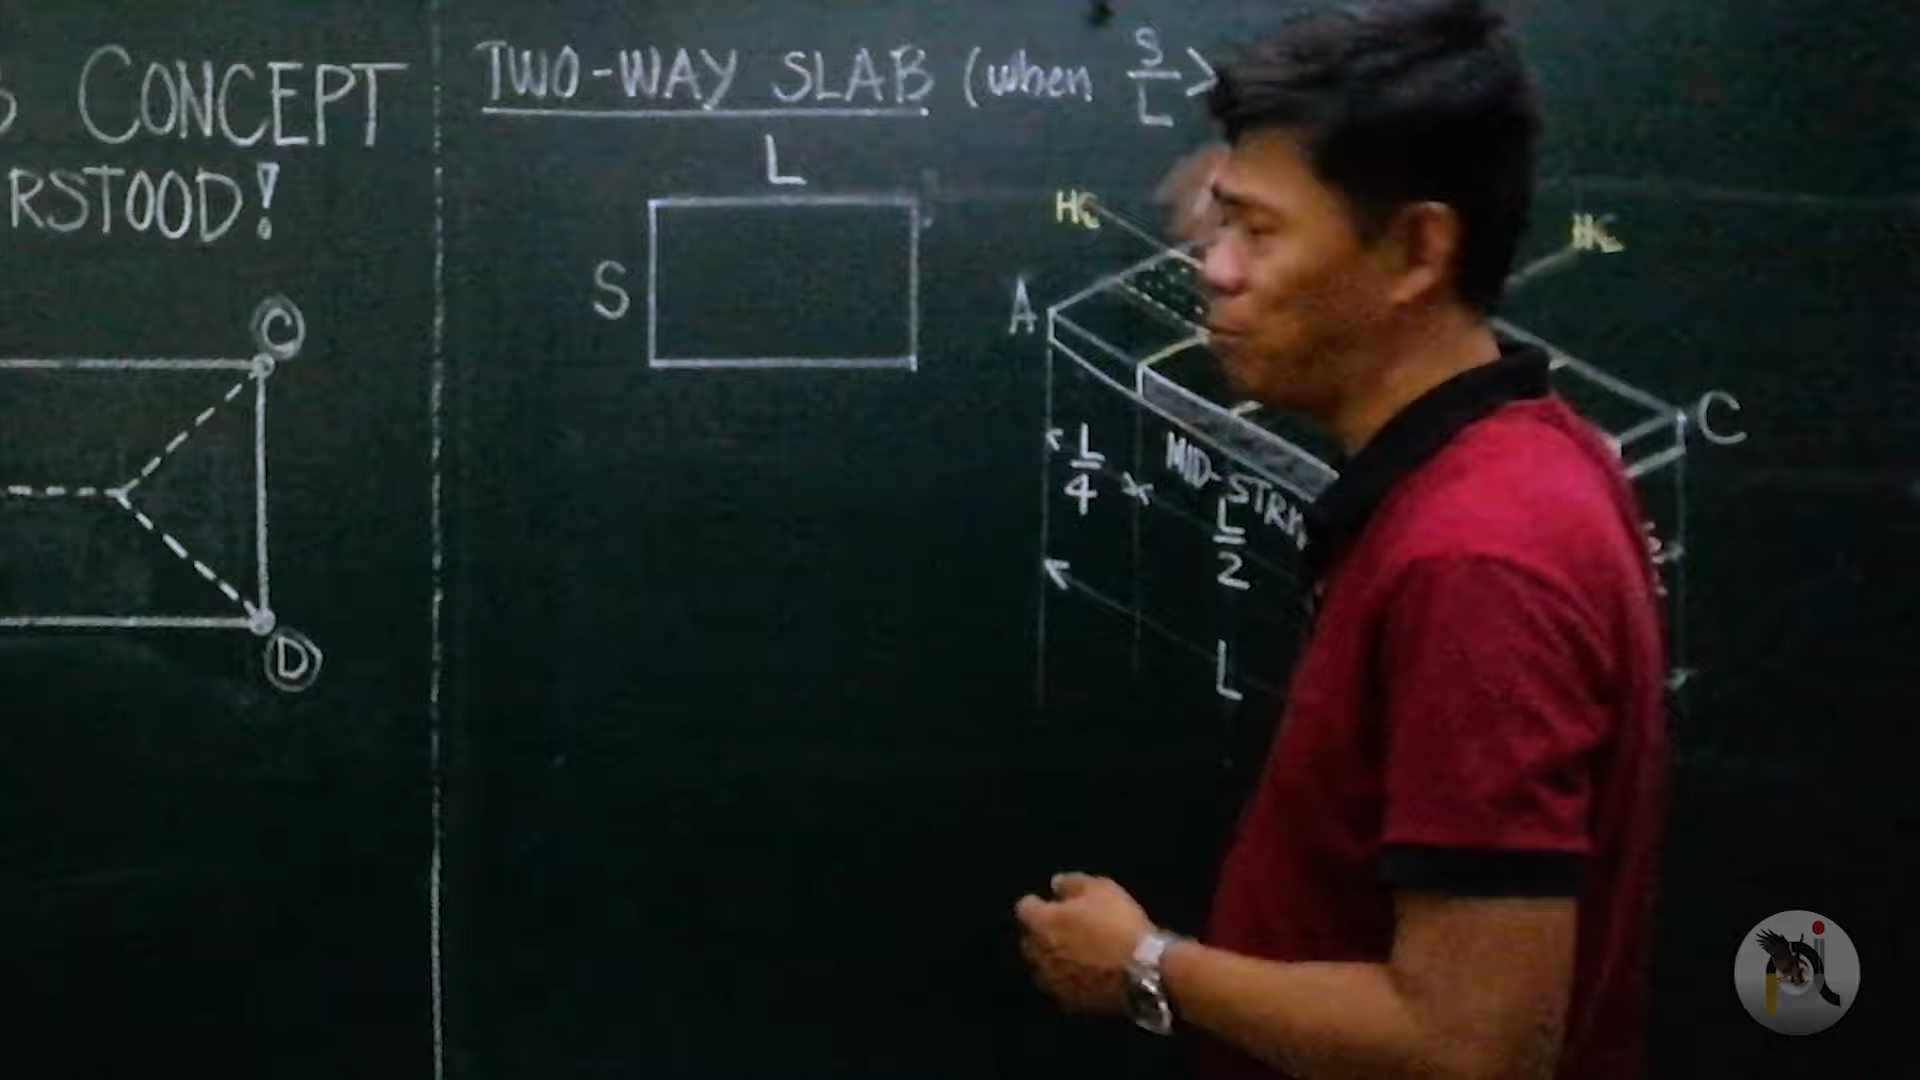 CONCEPT
RSTOOD!
C
D
TWO-WAY SLAB (when S/L >
L
S
HC
HC
A
C
L/4
MID-STRIP
L/2
L